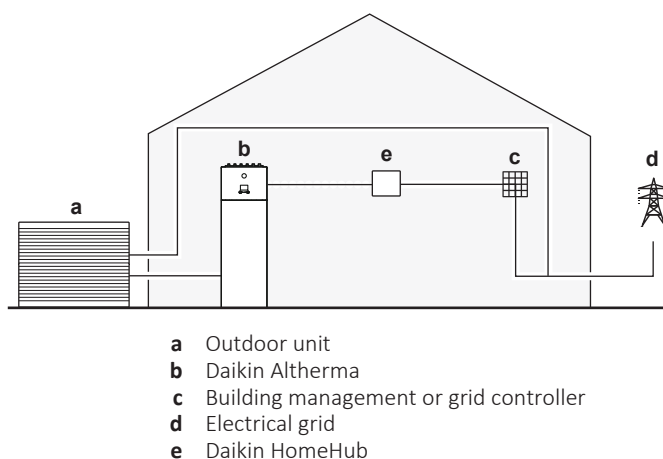 b
e
c
d
a
a Outdoor unit
b Daikin Altherma
c Building management or grid controller
d Electrical grid
e Daikin HomeHub